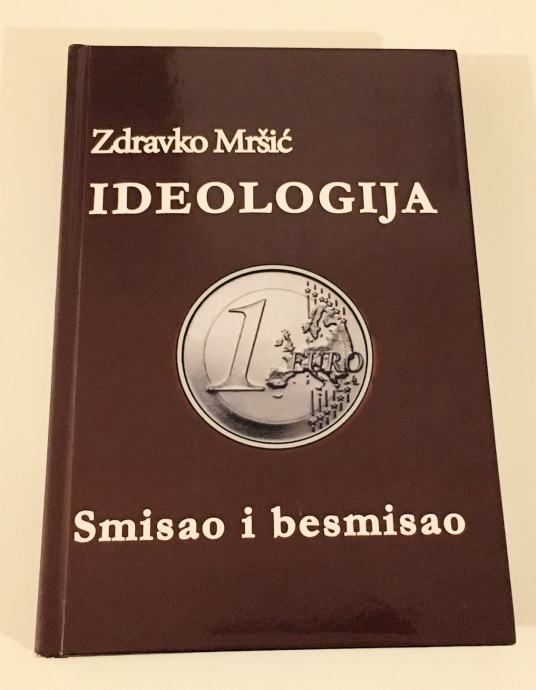 Zdravko Mršić
IDEOLOGIJA
1
EURO
Smisao i besmisao